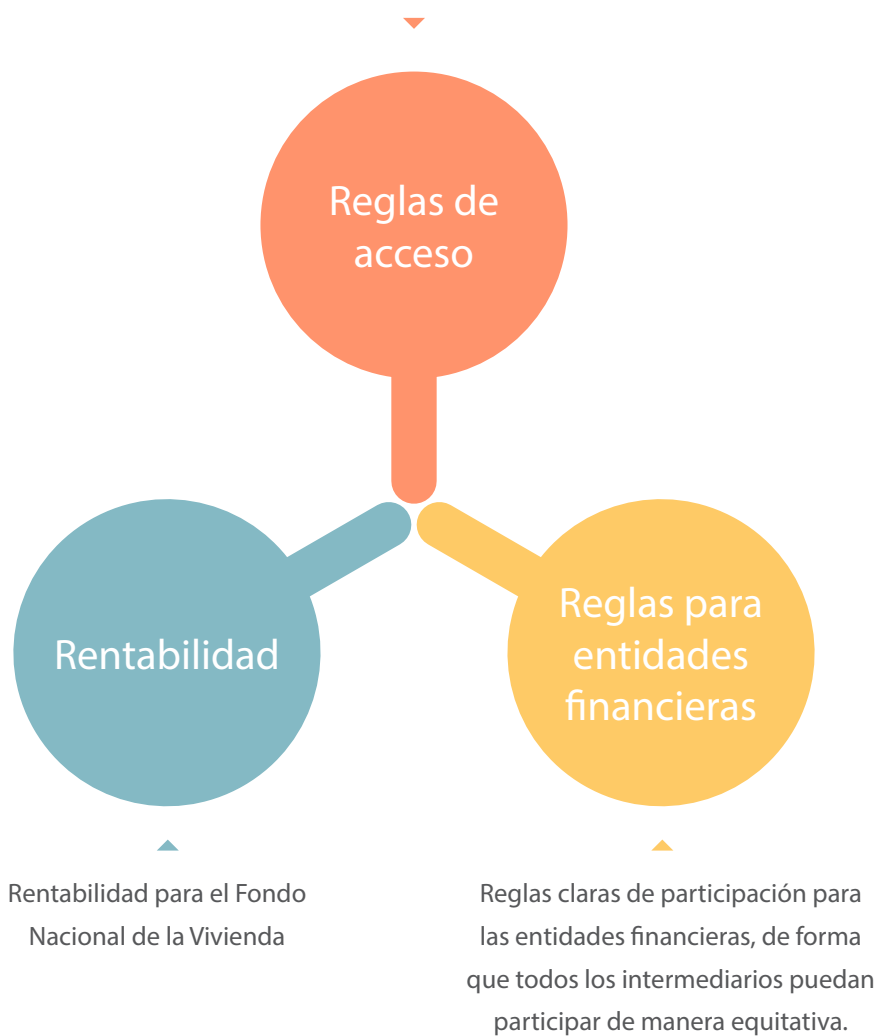 Reglas de
acceso
Rentabilidad
Reglas para
entidades
financieras
Rentabilidad para el Fondo
Nacional de la Vivienda
Reglas claras de participación para
las entidades financieras, de forma
que todos los intermediarios puedan
participar de manera equitativa.